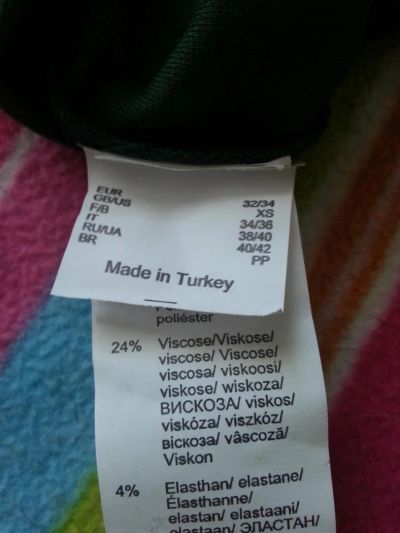 EUR 32/34
GB/US XS
F/B 34/36
IT 38/40
RU/UA 40/42
BR PP
Made in Turkey
poliéster
24% Viscose/Viskose/
viscose/ Viscose/
viscosa/ viskoosi/
viskose/ wiskoza/
ВИСКОЗА/ viskos/
viskóza/ viszkóz/
віскоза/ vâscoză/
Viskon
4% Elasthan/ elastane/
Élasthanne/
elastan/ elastaani/
elastan/ ЭЛАСТАН/